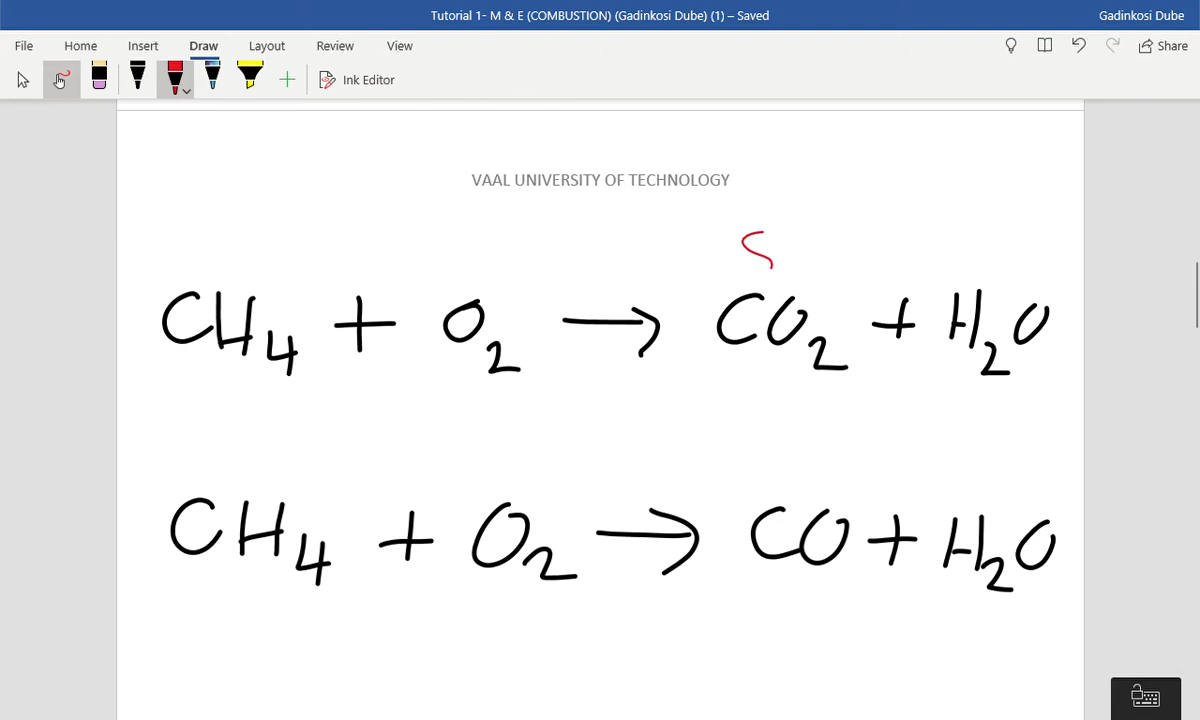 Tutorial 1- M & E (COMBUSTION) (Gadinkosi Dube) (1) – Saved
Gadinkosi Dube
File Home Insert Draw Layout Review View
Share
Ink Editor
VAAL UNIVERSITY OF TECHNOLOGY
S
CH₄ + O₂ → CO₂ + H₂O
CH₄ + O₂ → CO + H₂O